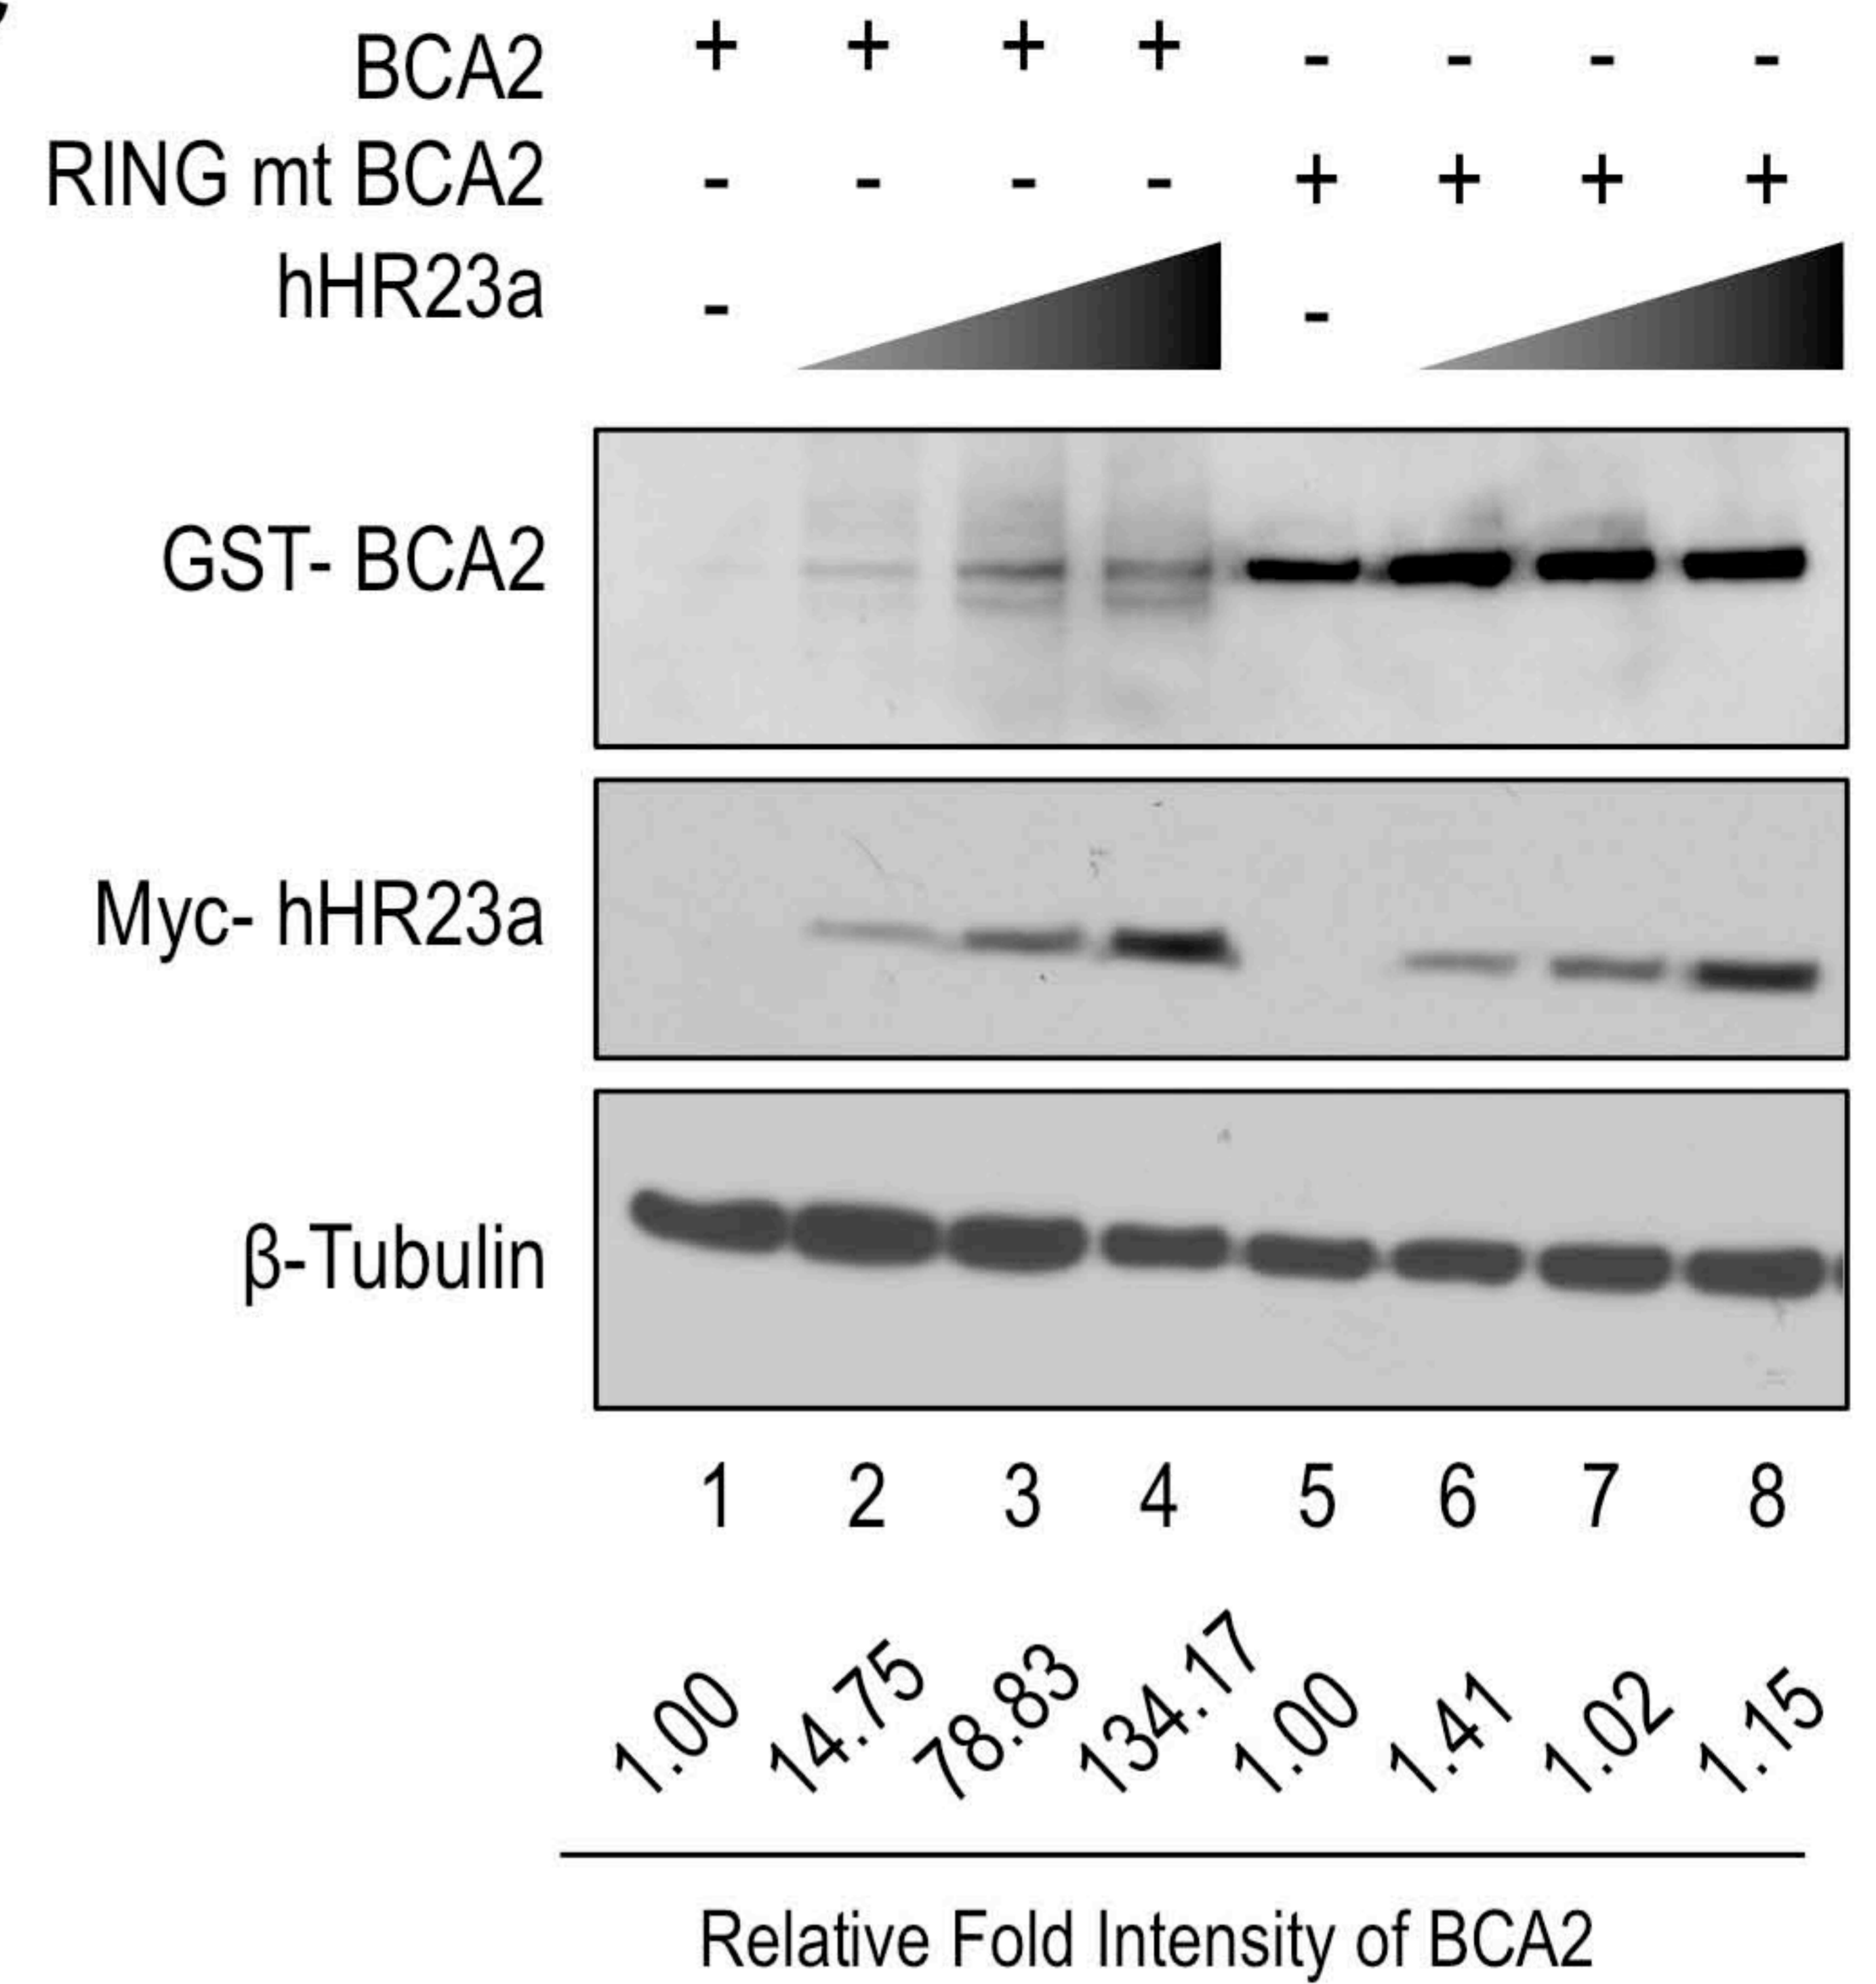 BCA2 + + + + - - - -
RING mt BCA2 - - - - + + + +
hHR23a - -
GST- BCA2
Myc- hHR23a
β-Tubulin
1 2 3 4 5 6 7 8
1.00 14.75 78.83 134.17 1.00 1.41 1.02 1.15
Relative Fold Intensity of BCA2